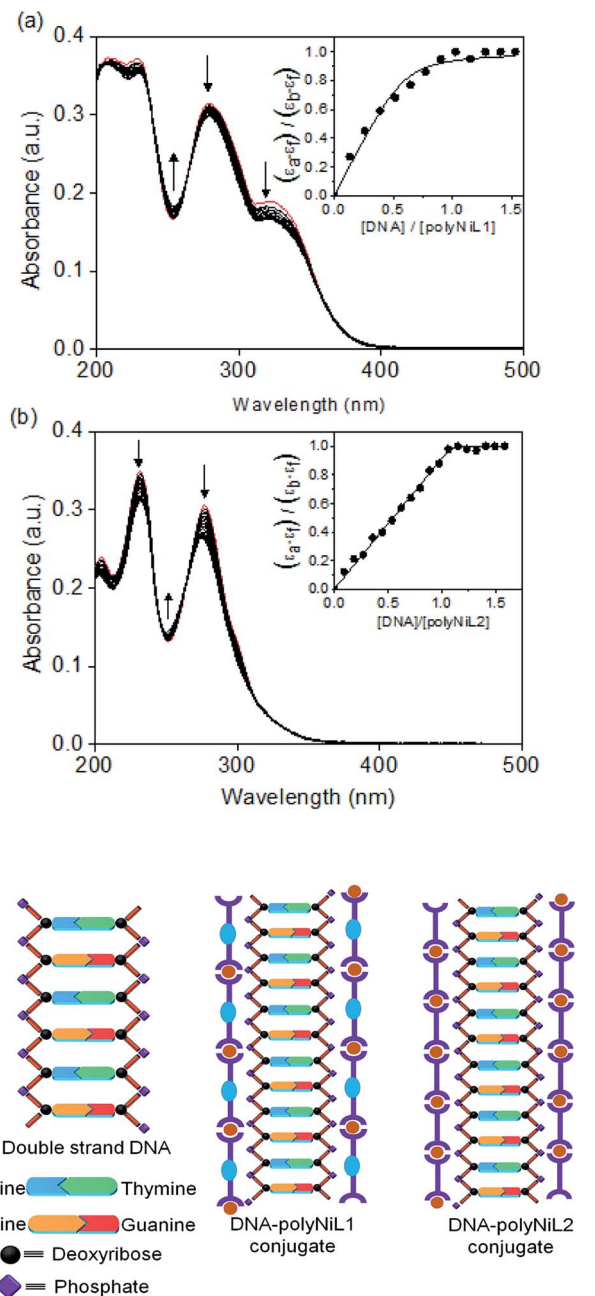 (a)
0.4
0.3
0.2
0.1
0.0
Absorbance (a.u.)
200 300 400 500
Wavelength (nm)
1.0
0.8
0.6
0.4
0.2
0.0
(εa-εf) / (εb-εf)
0.0 0.5 1.0 1.5
[DNA] / [polyNiL1]
(b)
0.4
0.3
0.2
0.1
0.0
Absorbance (a.u.)
200 300 400 500
Wavelength (nm)
1.0
0.8
0.6
0.4
0.2
0.0
(εa-εf) / (εb-εf)
0.0 0.5 1.0 1.5
[DNA]/[polyNiL2]
Double strand DNA
ine Thymine
ine Guanine
Deoxyribose
Phosphate
DNA-polyNiL1
conjugate
DNA-polyNiL2
conjugate